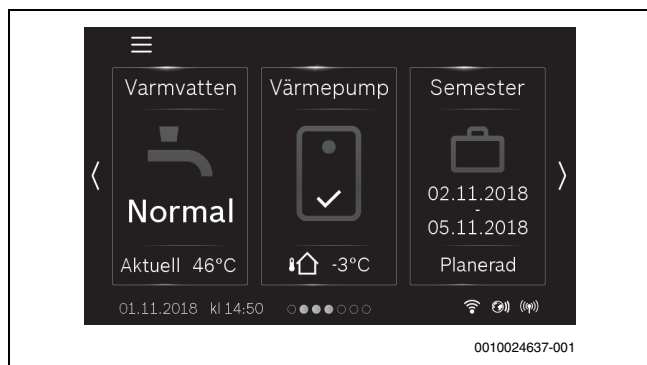 Varmvatten
Normal
Aktuell 46°C
Värmepump
-3°C
Semester
02.11.2018
-
05.11.2018
Planerad
01.11.2018 kl 14:50
0010024637-001